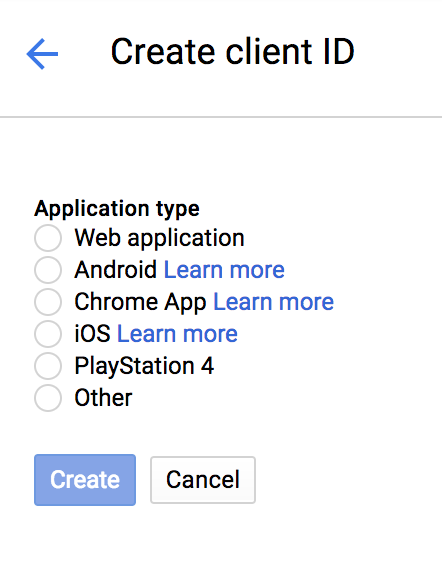 Create client ID
Application type
Web application
Android Learn more
Chrome App Learn more
iOS Learn more
PlayStation 4
Other
Create Cancel